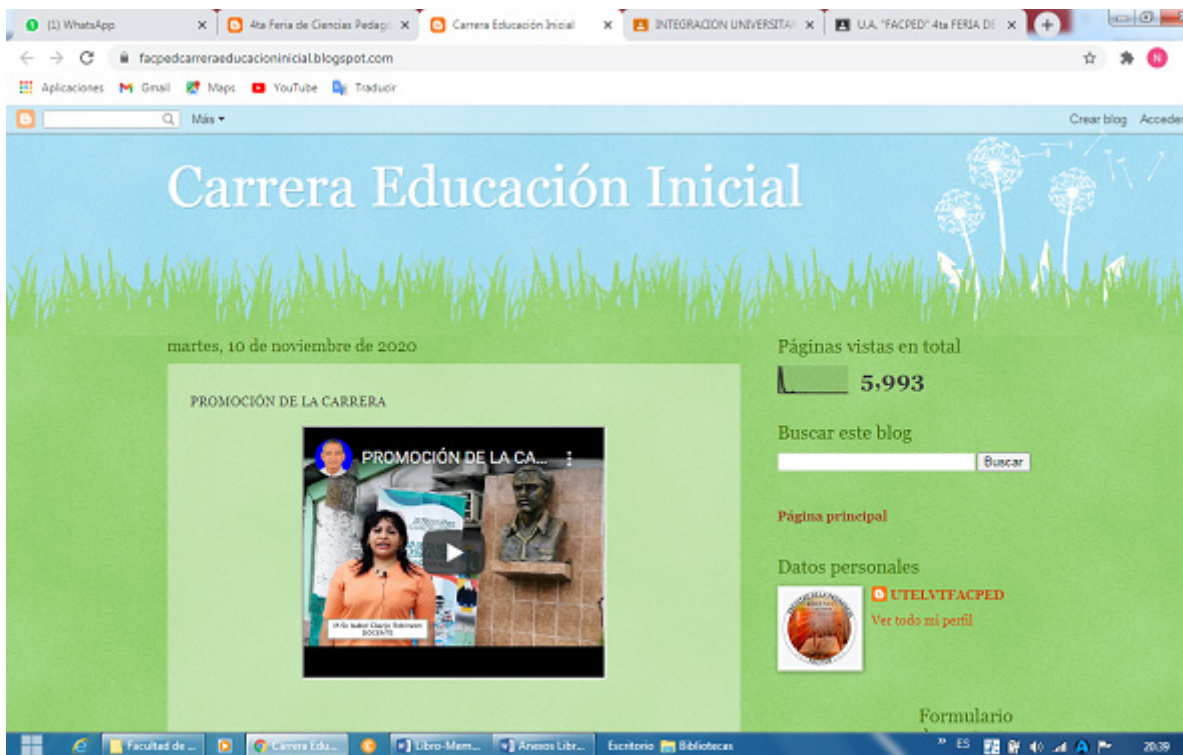 (1) WhatsApp
4ta Feria de Ciencias Pedago
Carrera Educación Inicial
INTEGRACION UNIVERSITA
U.A. "FACPED" 4ta FERIA DE
facpedcarreraeducacioninicial.blogspot.com
N
Aplicaciones
Gmail
Maps
YouTube
Traducir
Más
Crear blog
Acceder
Carrera Educación Inicial
martes, 10 de noviembre de 2020
PROMOCIÓN DE LA CARRERA
PROMOCIÓN DE LA CA...
DOCENTE
Páginas vistas en total
5,993
Buscar este blog
Buscar
Página principal
Datos personales
UTELVTFACPED
Ver todo mi perfil
Formulario
Facultad de ...
Carrera Edu...
Libro-Mem...
Anexos Libr...
Escritorio
Bibliotecas
ES
20:39